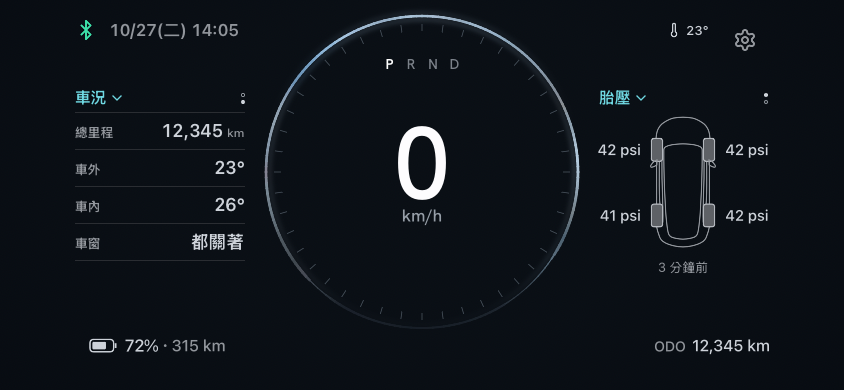 10/27(二) 14:05
23°
P R N D
車況
總里程 12,345 km
車外 23°
車內 26°
車窗 都關著
0
km/h
胎壓
42 psi 42 psi
41 psi 42 psi
3 分鐘前
72% · 315 km
ODO 12,345 km